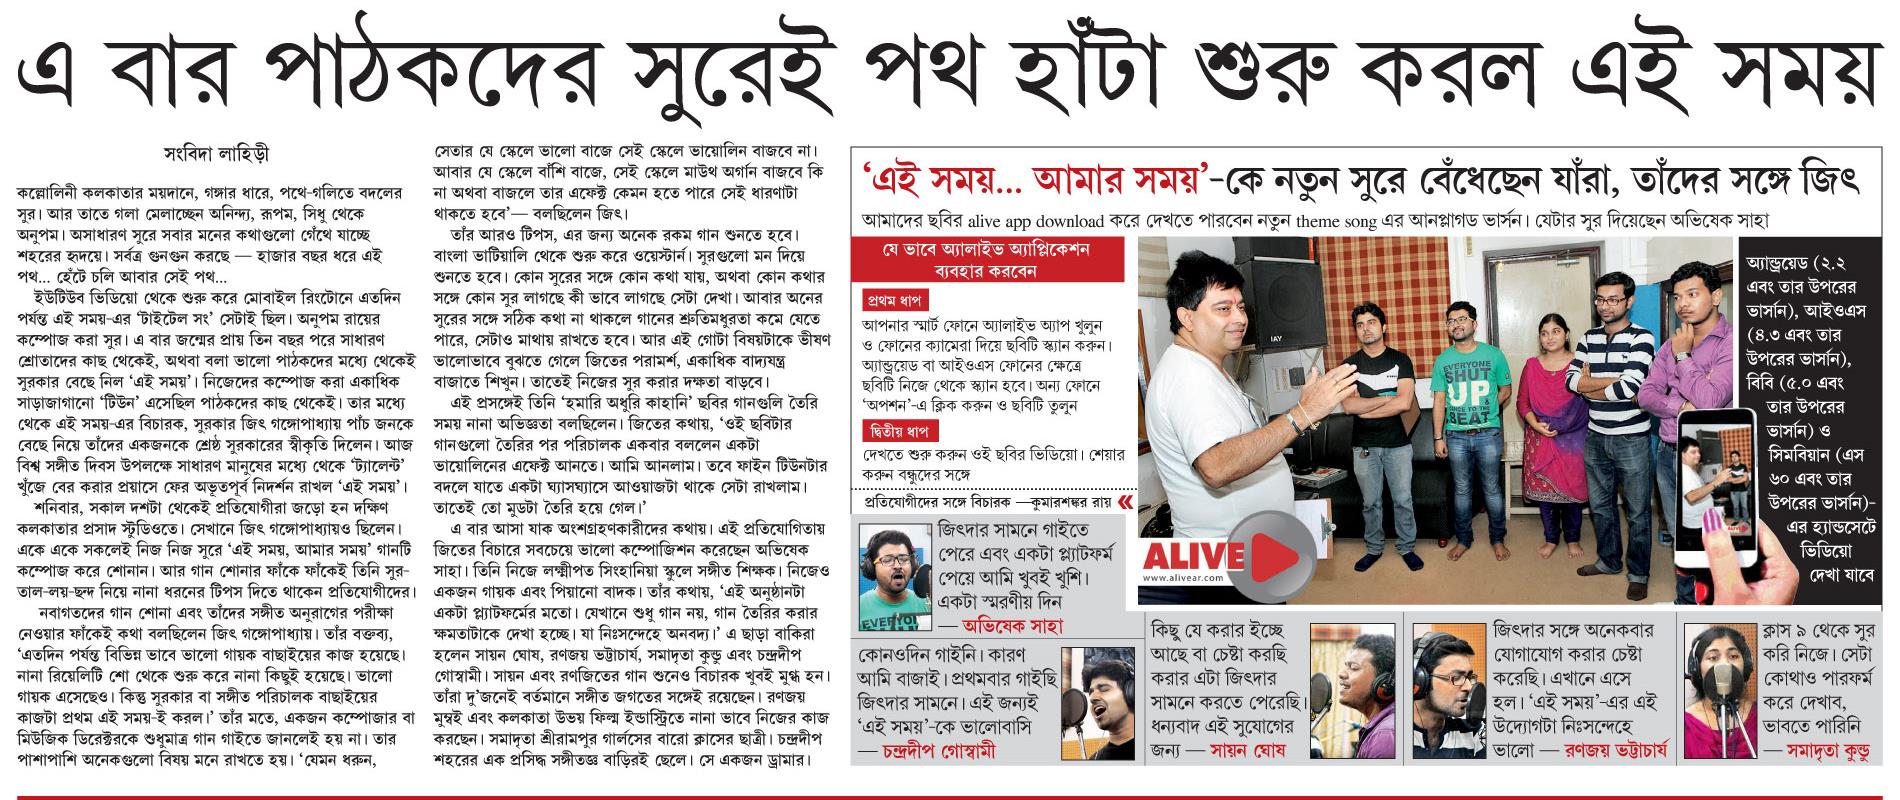 এ বার পাঠকদের সুরেই পথ হাঁটা শুরু করল এই সময়
সংবিদা লাহিড়ী
কল্লোলিনী কলকাতার ময়দানে, গঙ্গার ধারে, পথে-গলিতে বদলের
সুর। আর তাতে গলা মেলাচ্ছেন অনিন্দ্য, রূপম, সিধু থেকে
অনুপম। অসাধারণ সুরে সবার মনের কথাগুলো গেঁথে যাচ্ছে
শহরের হৃদয়ে। সর্বত্র গুনগুন করছে — হাজার বছর ধরে এই
পথ... হেঁটে চলি আবার সেই পথ...
ইউটিউব ভিডিয়ো থেকে শুরু করে মোবাইল রিংটোনে এতদিন
পর্যন্ত এই সময়-এর ‘টাইটেল সং’ সেটাই ছিল। অনুপম রায়ের
কম্পোজ করা সুর। এ বার জন্মের প্রায় তিন বছর পরে সাধারণ
শ্রোতাদের কাছ থেকেই, অথবা বলা ভালো পাঠকদের মধ্যে থেকেই
সুরকার বেছে নিল ‘এই সময়’। নিজেদের কম্পোজ করা একাধিক
সাড়াজাগানো ‘টিউন’ এসেছিল পাঠকদের কাছ থেকেই। তার মধ্যে
থেকে এই সময়-এর বিচারক, সুরকার জিৎ গঙ্গোপাধ্যায় পাঁচ জনকে
বেছে নিয়ে তাঁদের একজনকে শ্রেষ্ঠ সুরকারের স্বীকৃতি দিলেন। আজ
বিশ্ব সঙ্গীত দিবস উপলক্ষে সাধারণ মানুষের মধ্যে থেকে ‘ট্যালেন্ট’
খুঁজে বের করার প্রয়াসে ফের অভূতপূর্ব নিদর্শন রাখল ‘এই সময়’।
শনিবার, সকাল দশটা থেকেই প্রতিযোগীরা জড়ো হন দক্ষিণ
কলকাতার প্রসাদ স্টুডিওতে। সেখানে জিৎ গঙ্গোপাধ্যায়ও ছিলেন।
একে একে সকলেই নিজ নিজ সুরে ‘এই সময়, আমার সময়’ গানটি
কম্পোজ করে শোনান। আর গান শোনার ফাঁকে ফাঁকেই তিনি সুর-
তাল-লয়-ছন্দ নিয়ে নানা ধরনের টিপস দিতে থাকেন প্রতিযোগীদের।
নবাগতদের গান শোনা এবং তাঁদের সঙ্গীত অনুরাগের পরীক্ষা
নেওয়ার ফাঁকেই কথা বলছিলেন জিৎ গঙ্গোপাধ্যায়। তাঁর বক্তব্য,
‘এতদিন পর্যন্ত বিভিন্ন ভাবে ভালো গায়ক বাছাইয়ের কাজ হয়েছে।
নানা রিয়েলিটি শো থেকে শুরু করে নানা কিছুই হয়েছে। ভালো
গায়ক এসেছেও। কিন্তু সুরকার বা সঙ্গীত পরিচালক বাছাইয়ের
কাজটা প্রথম এই সময়-ই করল।’ তাঁর মতে, একজন কম্পোজার বা
মিউজিক ডিরেক্টরকে শুধুমাত্র গান গাইতে জানলেই হয় না। তার
পাশাপাশি অনেকগুলো বিষয় মনে রাখতে হয়। ‘যেমন ধরুন,
সেতার যে স্কেলে ভালো বাজে সেই স্কেলে ভায়োলিন বাজবে না।
আবার যে স্কেলে বাঁশি বাজে, সেই স্কেলে মাউথ অর্গান বাজবে কি
না অথবা বাজলে তার এফেক্ট কেমন হতে পারে সেই ধারণাটা
থাকতে হবে’— বলছিলেন জিৎ।
তাঁর আরও টিপস, এর জন্য অনেক রকম গান শুনতে হবে।
বাংলা ভাটিয়ালি থেকে শুরু করে ওয়েস্টার্ন। সুরগুলো মন দিয়ে
শুনতে হবে। কোন সুরের সঙ্গে কোন কথা যায়, অথবা কোন কথার
সঙ্গে কোন সুর লাগছে কী ভাবে লাগছে সেটা দেখা। আবার অনের
সুরের সঙ্গে সঠিক কথা না থাকলে গানের শ্রুতিমধুরতা কমে যেতে
পারে, সেটাও মাথায় রাখতে হবে। আর এই গোটা বিষয়টাকে ভীষণ
ভালোভাবে বুঝতে গেলে জিতের পরামর্শ, একাধিক বাদ্যযন্ত্র
বাজাতে শিখুন। তাতেই নিজের সুর করার দক্ষতা বাড়বে।
এই প্রসঙ্গেই তিনি ‘হমারি অধুরি কাহানি’ ছবির গানগুলি তৈরি
সময় নানা অভিজ্ঞতা বলছিলেন। জিতের কথায়, ‘ওই ছবিটার
গানগুলো তৈরির পর পরিচালক একবার বললেন একটা
ভায়োলিনের এফেক্ট আনতে। আমি আনলাম। তবে ফাইন টিউনটার
বদলে যাতে একটা ঘ্যাসঘ্যাসে আওয়াজটা থাকে সেটা রাখলাম।
তাতেই তো মুডটা তৈরি হয়ে গেল।’
এ বার আসা যাক অংশগ্রহণকারীদের কথায়। এই প্রতিযোগিতায়
জিতের বিচারে সবচেয়ে ভালো কম্পোজিশন করেছেন অভিষেক
সাহা। তিনি নিজে লক্ষ্মীপত সিংহানিয়া স্কুলে সঙ্গীত শিক্ষক। নিজেও
একজন গায়ক এবং পিয়ানো বাদক। তাঁর কথায়, ‘এই অনুষ্ঠানটা
একটা প্ল্যাটফর্মের মতো। যেখানে শুধু গান নয়, গান তৈরির করার
ক্ষমতাটাকে দেখা হচ্ছে। যা নিঃসন্দেহে অনবদ্য।’ এ ছাড়া বাকিরা
হলেন সায়ন ঘোষ, রণজয় ভট্টাচার্য, সমাদৃতা কুন্ডু এবং চন্দ্রদীপ
গোস্বামী। সায়ন এবং রণজিতের গান শুনেও বিচারক খুবই মুগ্ধ হন।
তাঁরা দু’জনেই বর্তমানে সঙ্গীত জগতের সঙ্গেই রয়েছেন। রণজয়
মুম্বই এবং কলকাতা উভয় ফিল্ম ইন্ডাস্ট্রিতে নানা ভাবে নিজের কাজ
করছেন। সমাদৃতা শ্রীরামপুর গার্লসের বারো ক্লাসের ছাত্রী। চন্দ্রদীপ
শহরের এক প্রসিদ্ধ সঙ্গীতজ্ঞ বাড়িরই ছেলে। সে একজন ড্রামার।
‘এই সময়... আমার সময়’-কে নতুন সুরে বেঁধেছেন যাঁরা, তাঁদের সঙ্গে জিৎ
আমাদের ছবির alive app download করে দেখতে পারবেন নতুন theme song এর আনপ্লাগড ভার্সন। যেটার সুর দিয়েছেন অভিষেক সাহা
যে ভাবে অ্যালাইভ অ্যাপ্লিকেশন
ব্যবহার করবেন
প্রথম ধাপ
আপনার স্মার্ট ফোনে অ্যালাইভ অ্যাপ খুলুন
ও ফোনের ক্যামেরা দিয়ে ছবিটি স্ক্যান করুন।
অ্যান্ড্রয়েড বা আইওএস ফোনের ক্ষেত্রে
ছবিটি নিজে থেকে স্ক্যান হবে। অন্য ফোনে
‘অপশন’-এ ক্লিক করুন ও ছবিটি তুলুন
দ্বিতীয় ধাপ
দেখতে শুরু করুন ওই ছবির ভিডিয়ো। শেয়ার
করুন বন্ধুদের সঙ্গে
প্রতিযোগীদের সঙ্গে বিচারক —কুমারশঙ্কর রায় «
IAY
EVERYONE
SHUT
UP
DANCE TO THE
BEAT
ALIVE
www.alivear.com
ALIVE
অ্যান্ড্রয়েড (২.২
এবং তার উপরের
ভার্সান), আইওএস
(৪.৩ এবং তার
উপরের ভার্সান),
বিবি (৫.০ এবং
তার উপরের
ভার্সান) ও
সিমবিয়ান (এস
৬০ এবং তার
উপরের ভার্সান)-
এর হ্যান্ডসেটে
ভিডিয়ো
দেখা যাবে
EVERYO
জিৎদার সামনে গাইতে
পেরে এবং একটা প্ল্যাটফর্ম
পেয়ে আমি খুবই খুশি।
একটা স্মরণীয় দিন
— অভিষেক সাহা
কোনওদিন গাইনি। কারণ
আমি বাজাই। প্রথমবার গাইছি
জিৎদার সামনে। এই জন্যই
‘এই সময়’-কে ভালোবাসি
— চন্দ্রদীপ গোস্বামী
কিছু যে করার ইচ্ছে
আছে বা চেষ্টা করছি
করার এটা জিৎদার
সামনে করতে পেরেছি।
ধন্যবাদ এই সুযোগের
জন্য — সায়ন ঘোষ
জিৎদার সঙ্গে অনেকবার
যোগাযোগ করার চেষ্টা
করেছি। এখানে এসে
হল। ‘এই সময়’-এর এই
উদ্যোগটা নিঃসন্দেহে
ভালো — রণজয় ভট্টাচার্য
ক্লাস ৯ থেকে সুর
করি নিজে। সেটা
কোথাও পারফর্ম
করে দেখাব,
ভাবতে পারিনি
— সমাদৃতা কুন্ডু